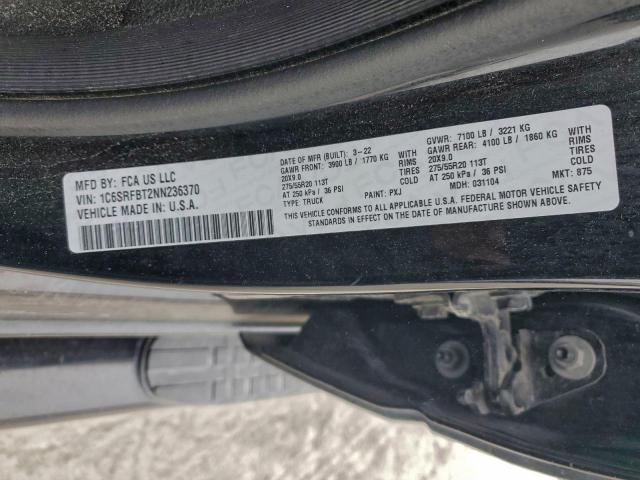 MFD BY: FCA US LLC
VIN: 1C6SRFBT2NN236370
VEHICLE MADE IN: U.S.A.
DATE OF MFR (BUILT): 3-22
GAWR FRONT: 3900 LB / 1770 KG WITH
20X9.0 RIMS
275/55R20 113T TIRES
AT 250 kPa / 36 PSI COLD
TYPE: TRUCK PAINT: PXJ
GVWR: 7100 LB / 3221 KG
GAWR REAR: 4100 LB / 1860 KG WITH
20X9.0 RIMS
275/55R20 113T TIRES
AT 250 kPa / 36 PSI COLD
MDH: 031104 MKT: 875
VEHICLE CONFORMS TO ALL APPLICABLE U.S.A. FEDERAL MOTOR VEHICLE SAFETY
STANDARDS IN EFFECT ON THE DATE OF MANUFACTURE SHOWN ABOVE.